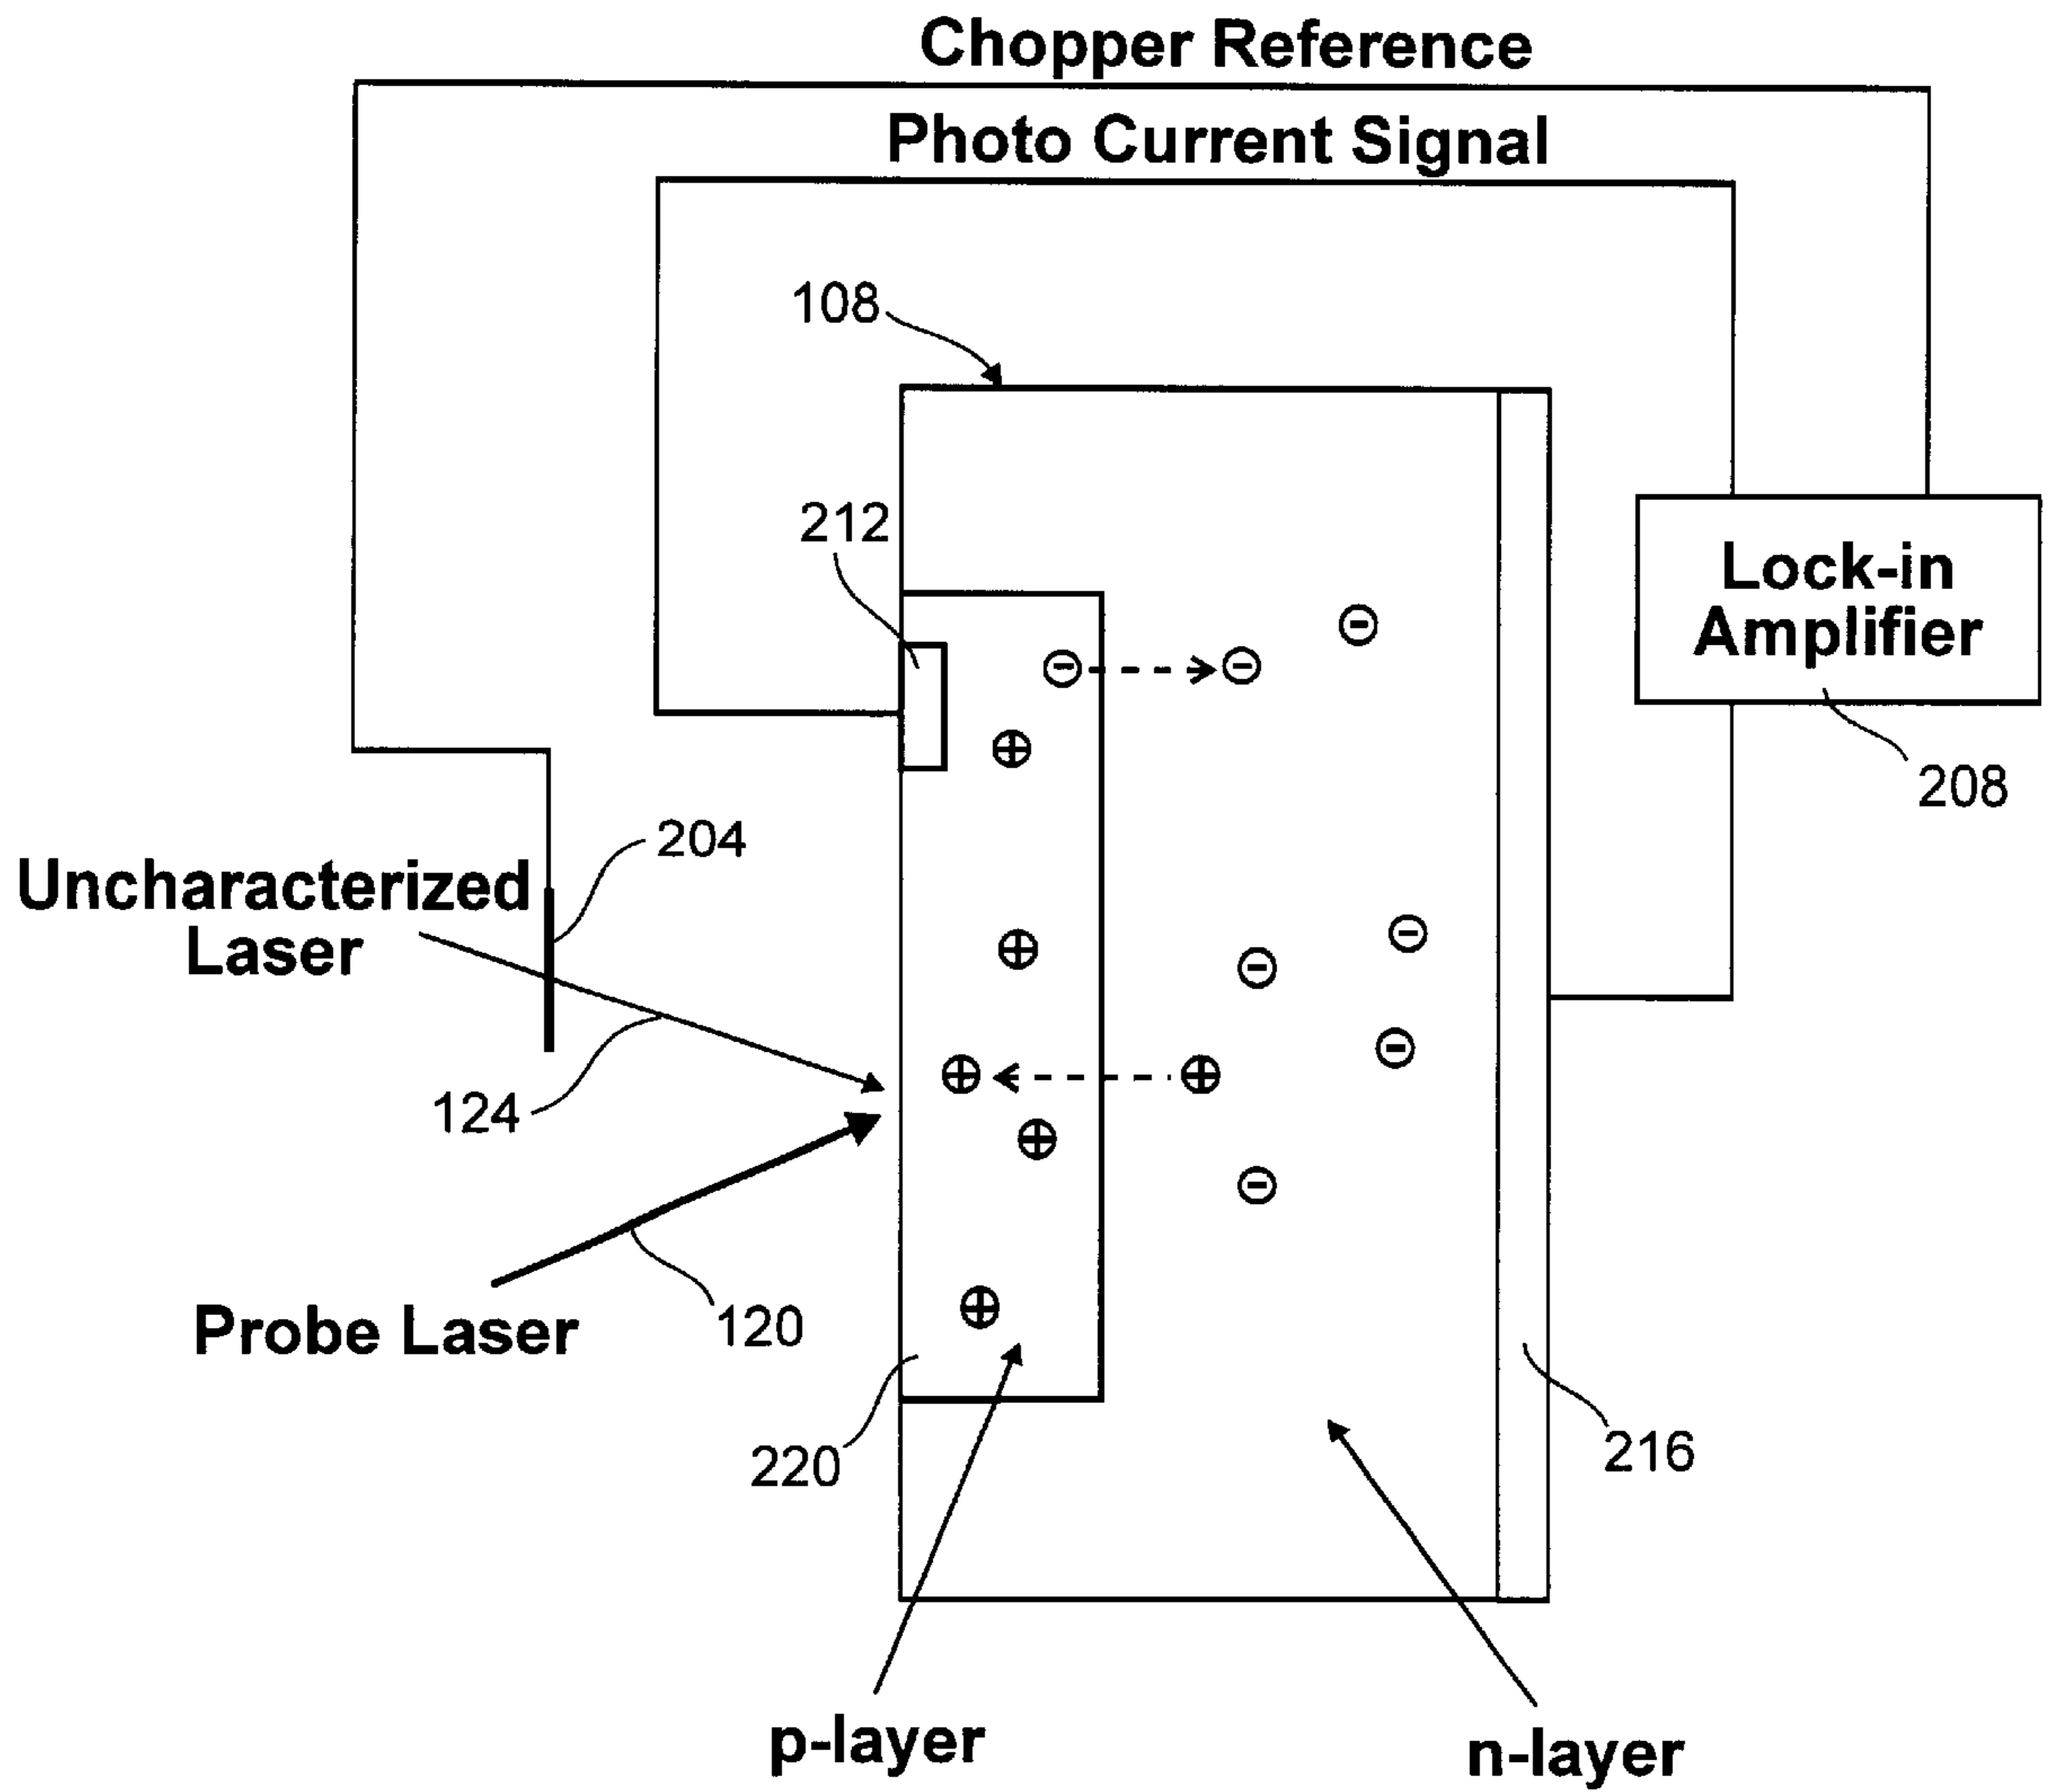 Chopper Reference
Photo Current Signal
108
212
Lock-in
Amplifier
208
204
Uncharacterized
Laser
124
120
Probe Laser
220
216
p-layer
n-layer